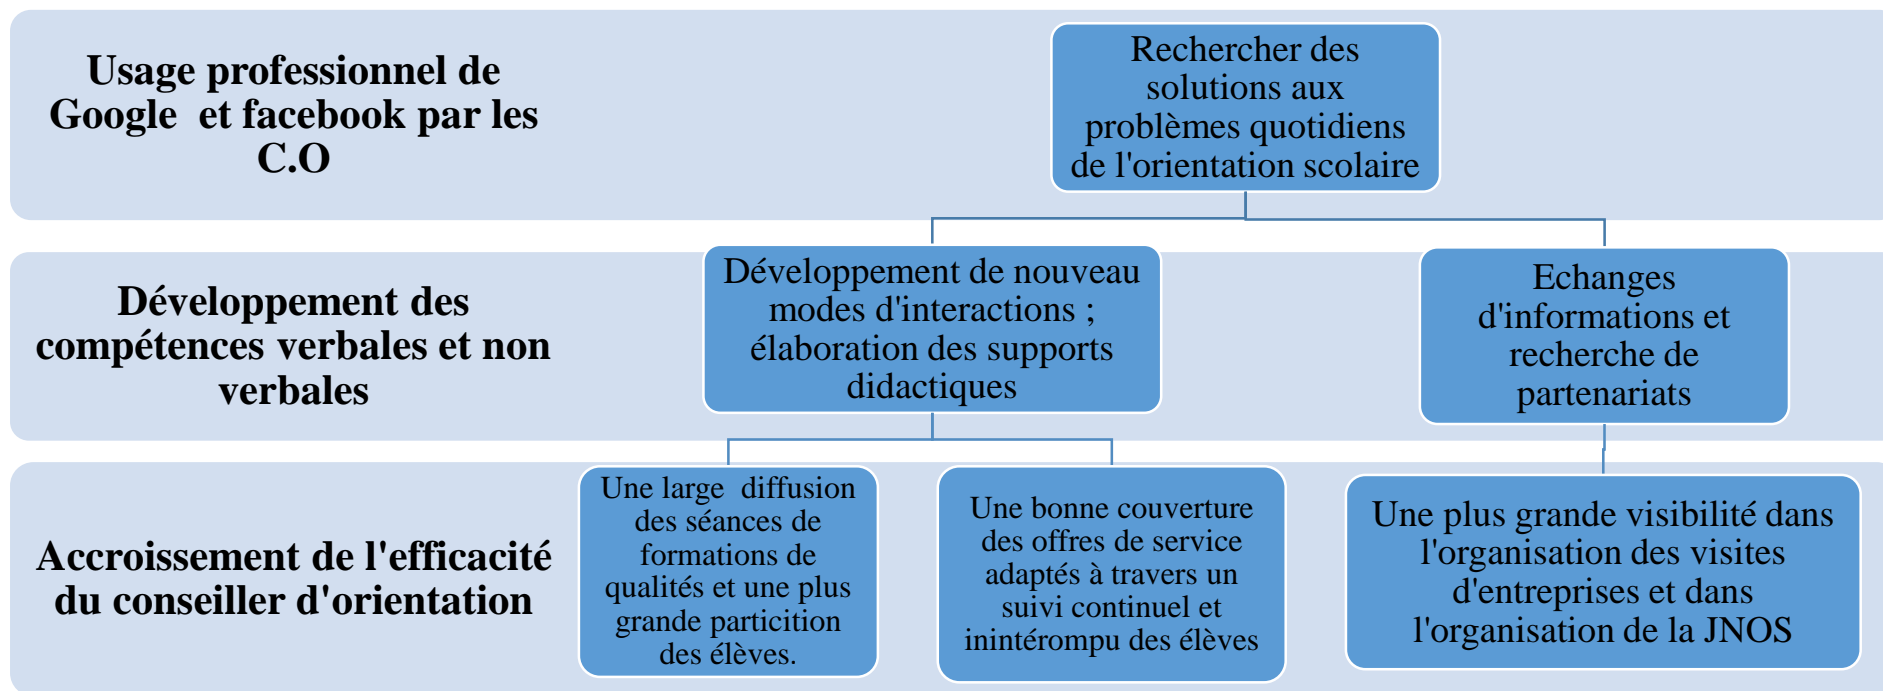 Usage professionnel de
Google et facebook par les
C.O
Rechercher des
solutions aux
problèmes quotidiens
de l'orientation scolaire
Développement des
compétences verbales et non
verbales
Développement de nouveau
modes d'interactions ;
élaboration des supports
didactiques
Echanges
d'informations et
recherche de
partenariats
Accroissement de l'efficacité
du conseiller d'orientation
Une large diffusion
des séances de
formations de
qualités et une plus
grande particition
des élèves.
Une bonne couverture
des offres de service
adaptés à travers un
suivi continuel et
inintérompu des élèves
Une plus grande visibilité dans
l'organisation des visites
d'entreprises et dans
l'organisation de la JNOS